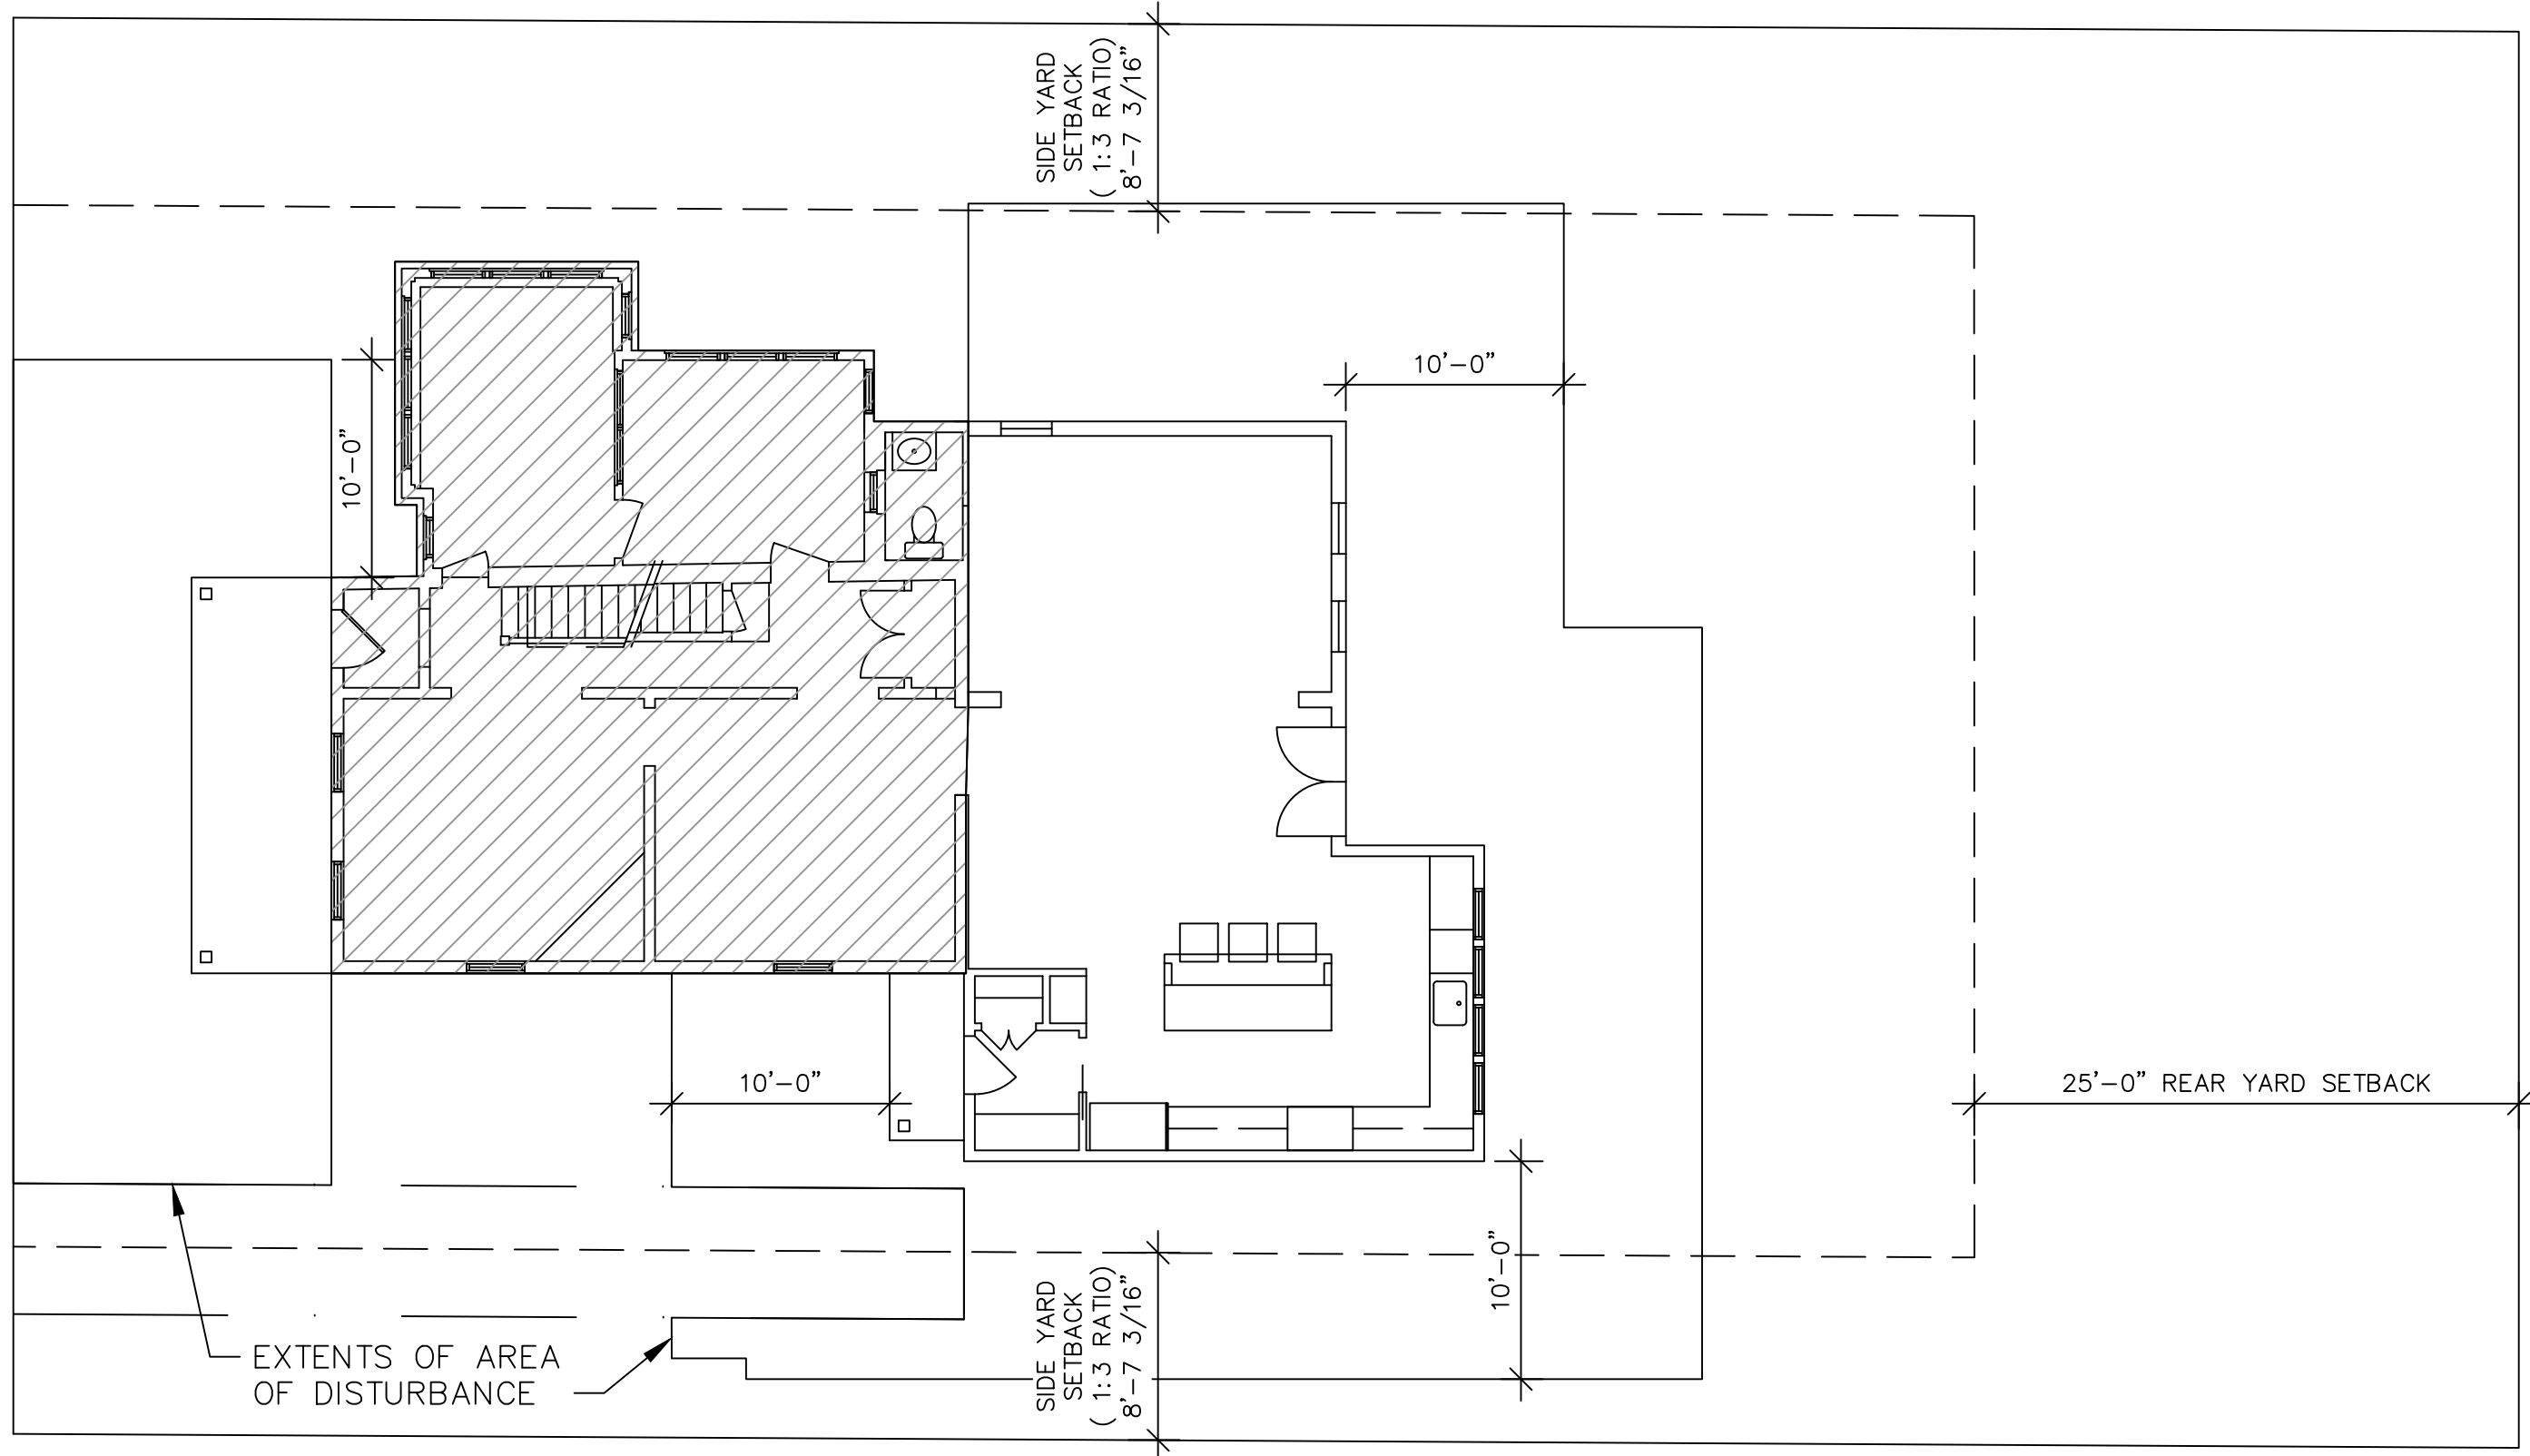 SIDE YARD
SETBACK
( 1:3 RATIO)
8'-7 3/16"
10'-0"
10'-0"
10'-0"
25'-0" REAR YARD SETBACK
10'-0"
SIDE YARD
SETBACK
( 1:3 RATIO)
8'-7 3/16"
EXTENTS OF AREA
OF DISTURBANCE